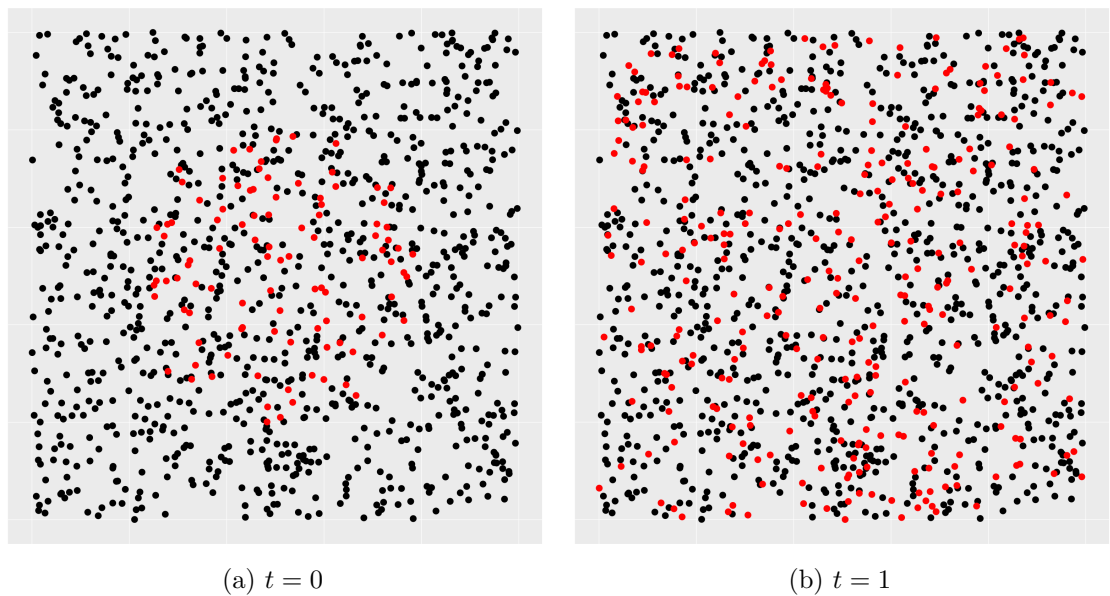 (a) t = 0
(b) t = 1